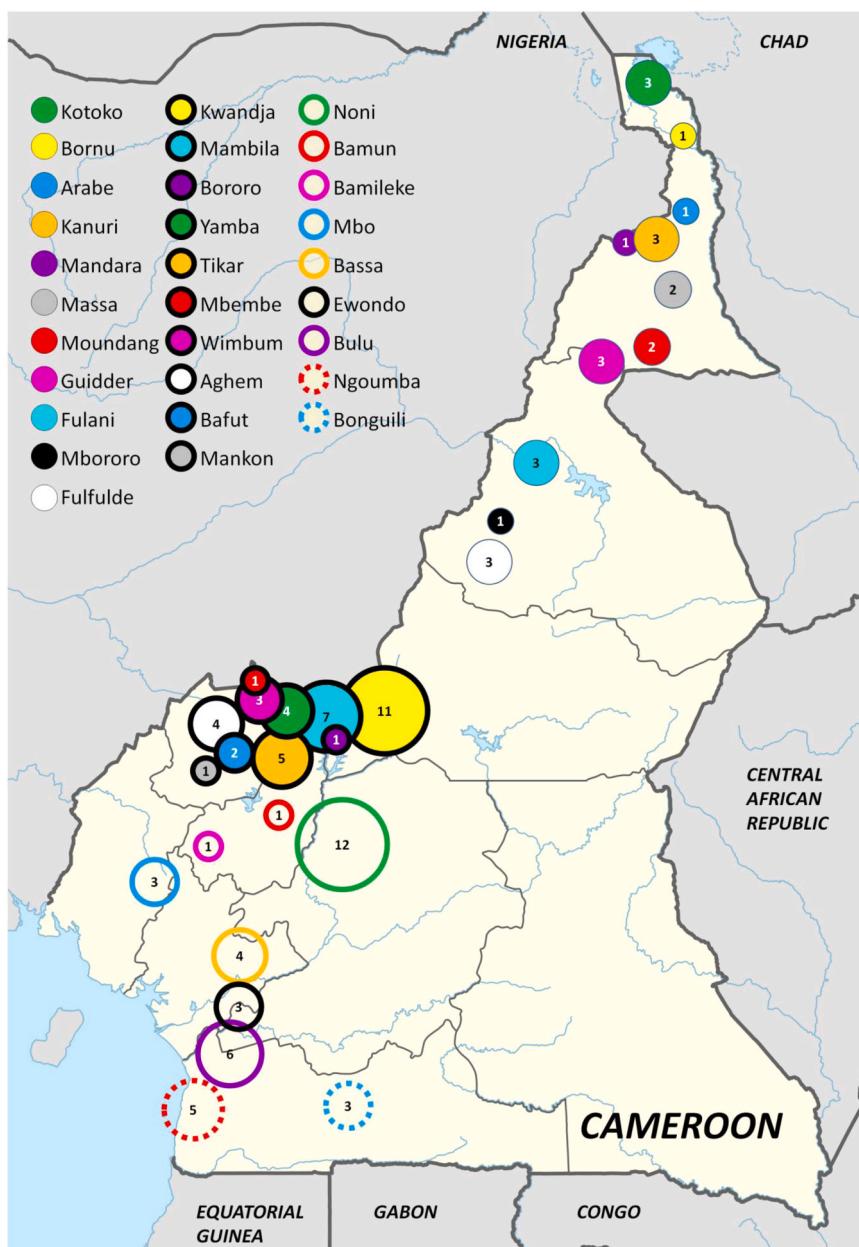 NIGERIA
CHAD
Kotoko
Bornu
Arabe
Kanuri
Mandara
Massa
Moundang
Guidder
Fulani
Mbororo
Fulfulde
Kwandja
Mambila
Bororo
Yamba
Tikar
Mbembe
Wimbum
Aghem
Bafut
Mankon
Noni
Bamun
Bamileke
Mbo
Bassa
Ewondo
Bulu
Ngoumba
Bonguili
3
1
1
1
3
2
2
3
3
1
3
1
3
4
4
7
11
1
2
5
1
1
1
12
3
4
3
6
5
3
CENTRAL
AFRICAN
REPUBLIC
CAMEROON
EQUATORIAL
GUINEA
GABON
CONGO